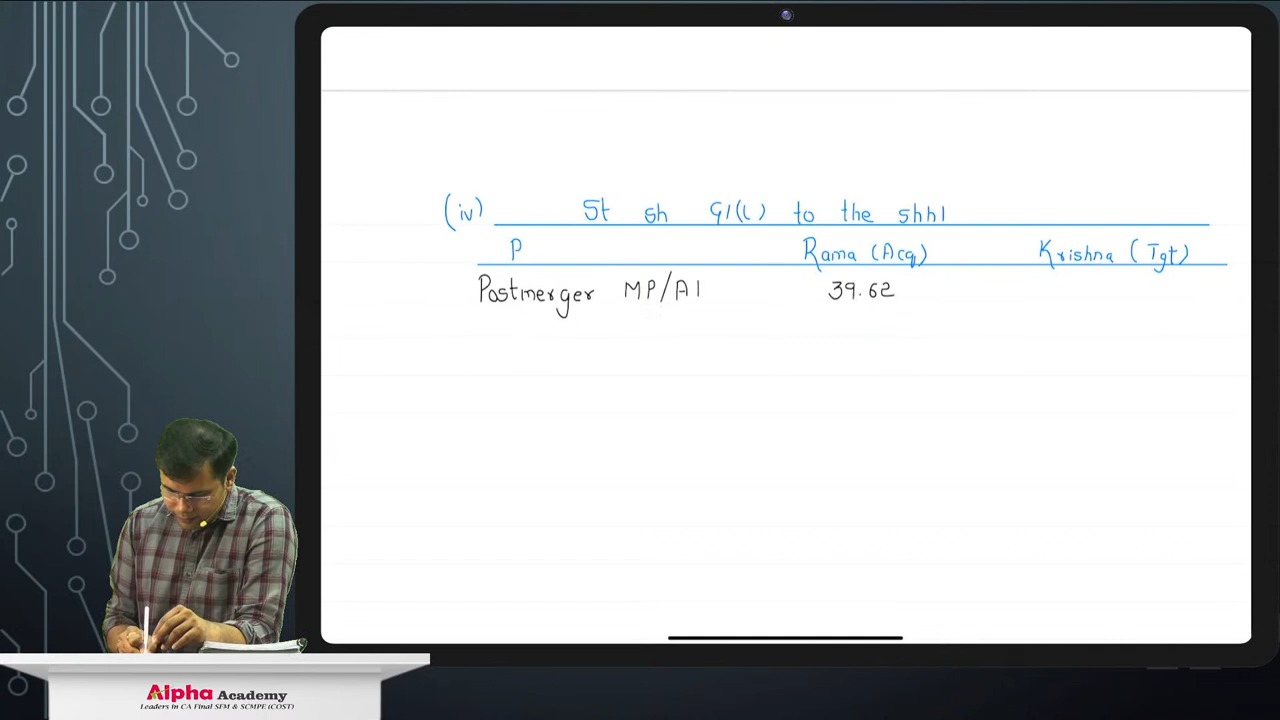 (iv) St sh G/(L) to the shhl
P Rama (Acq) Krishna (Tgt)
Postmerger MP/A1 39.62
Alpha Academy
Leaders in CA Final SFM & SCMPE (COST)